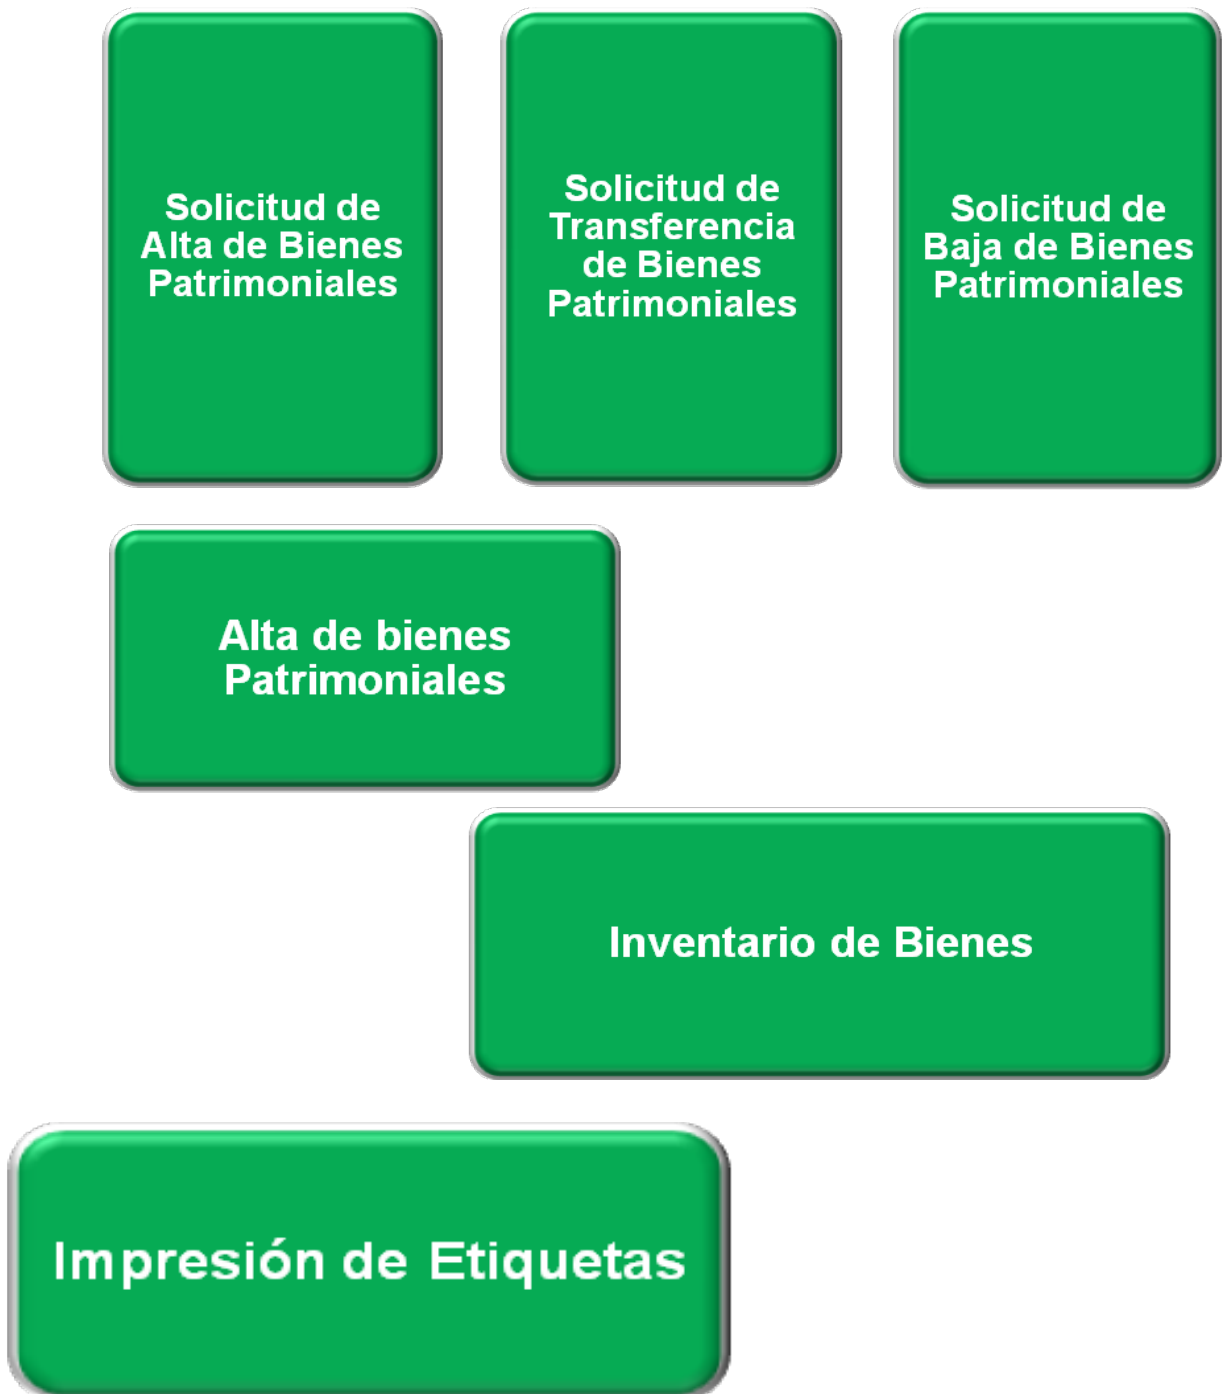 Solicitud de
Alta de Bienes
Patrimoniales
Solicitud de
Transferencia
de Bienes
Patrimoniales
Solicitud de
Baja de Bienes
Patrimoniales
Alta de bienes
Patrimoniales
Inventario de Bienes
Impresión de Etiquetas